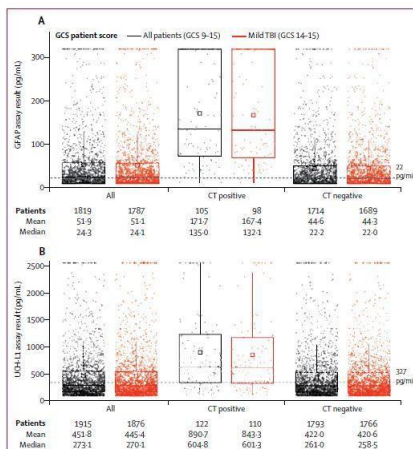 A
GCS patient score — All patients (GCS 9–15) — Mild TBI (GCS 14–15)
GFAP assay result (pg/mL)
300
200
100
0
22
pg/mL
All CT positive CT negative
Patients 1819 1787 105 98 1714 1689
Mean 51·9 51·1 171·7 167·4 44·6 44·3
Median 24·3 24·1 135·0 132·1 22·2 22·0
B
UCH-L1 assay result (pg/mL)
2500
2000
1500
1000
500
0
327
pg/mL
All CT positive CT negative
Patients 1915 1876 122 110 1793 1766
Mean 451·8 445·4 890·7 843·3 422·0 420·6
Median 273·1 270·1 604·8 601·3 261·0 258·5